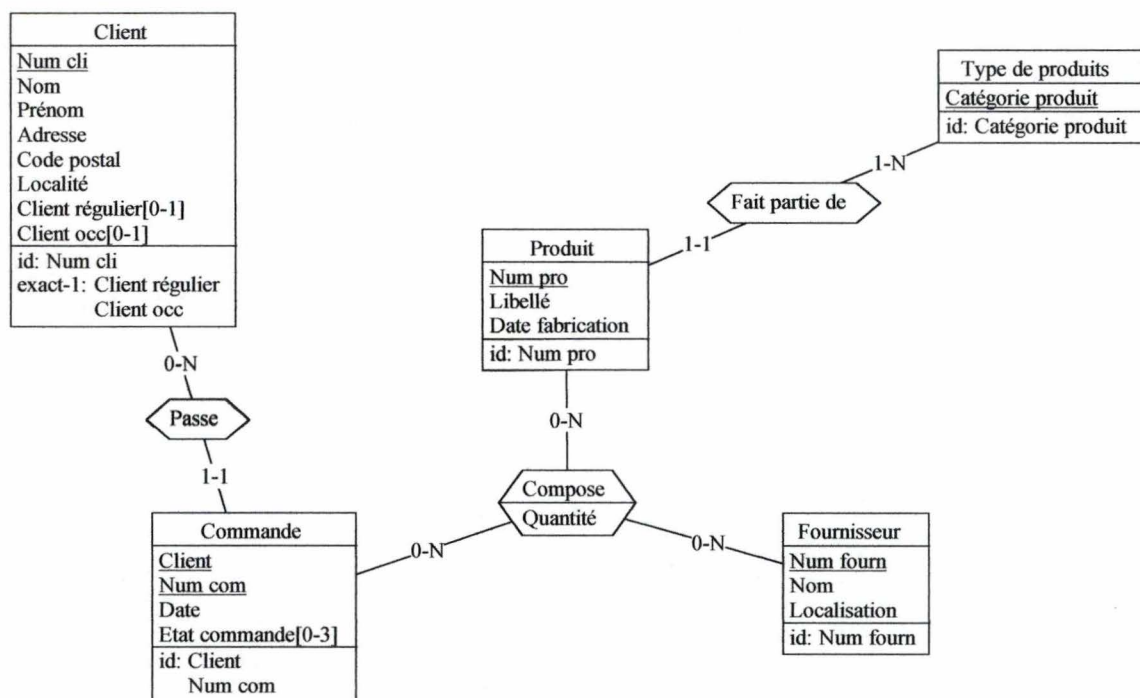 Client
Num cli
Nom
Prénom
Adresse
Code postal
Localité
Client régulier[0-1]
Client occ[0-1]
id: Num cli
exact-1: Client régulier
Client occ
0-N
Passe
1-1
Commande
Client
Num com
Date
Etat commande[0-3]
id: Client
Num com
Type de produits
Catégorie produit
id: Catégorie produit
1-N
Fait partie de
1-1
Produit
Num pro
Libellé
Date fabrication
id: Num pro
0-N
Compose
Quantité
0-N
0-N
Fournisseur
Num fourn
Nom
Localisation
id: Num fourn